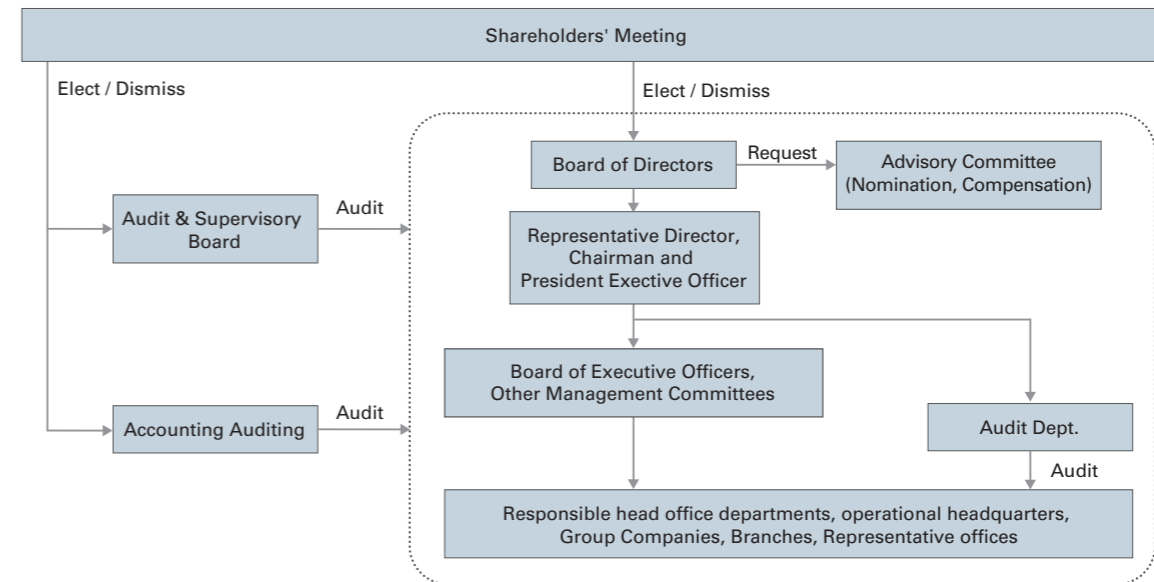 Shareholders' Meeting
Elect / Dismiss
Elect / Dismiss
Board of Directors
Request
Advisory Committee
(Nomination, Compensation)
Audit & Supervisory
Board
Audit
Representative Director,
Chairman and
President Exective Officer
Board of Executive Officers,
Other Management Committees
Accounting Auditing
Audit
Audit Dept.
Audit
Responsible head office departments, operational headquarters,
Group Companies, Branches, Representative offices